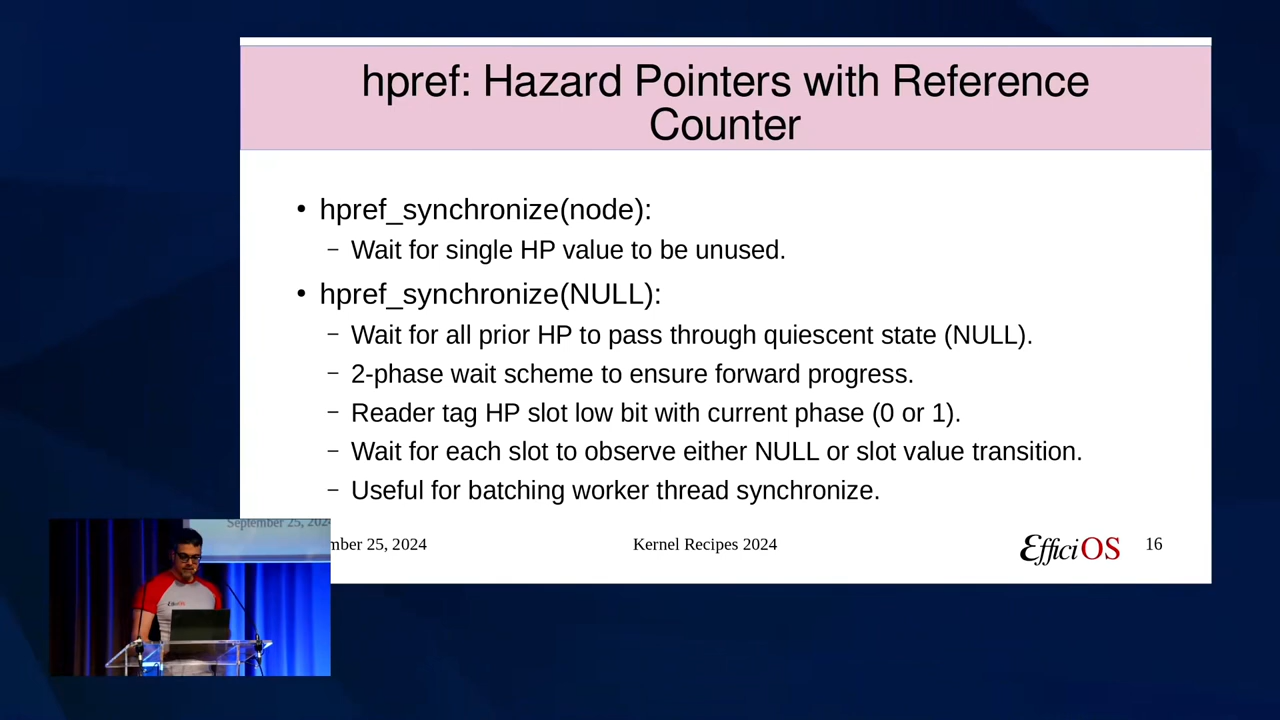 hpref: Hazard Pointers with Reference
Counter
• hpref_synchronize(node):
– Wait for single HP value to be unused.
• hpref_synchronize(NULL):
– Wait for all prior HP to pass through quiescent state (NULL).
– 2-phase wait scheme to ensure forward progress.
– Reader tag HP slot low bit with current phase (0 or 1).
– Wait for each slot to observe either NULL or slot value transition.
– Useful for batching worker thread synchronize.
September 25, 202
mber 25, 2024
Kernel Recipes 2024
EfficiOS
16